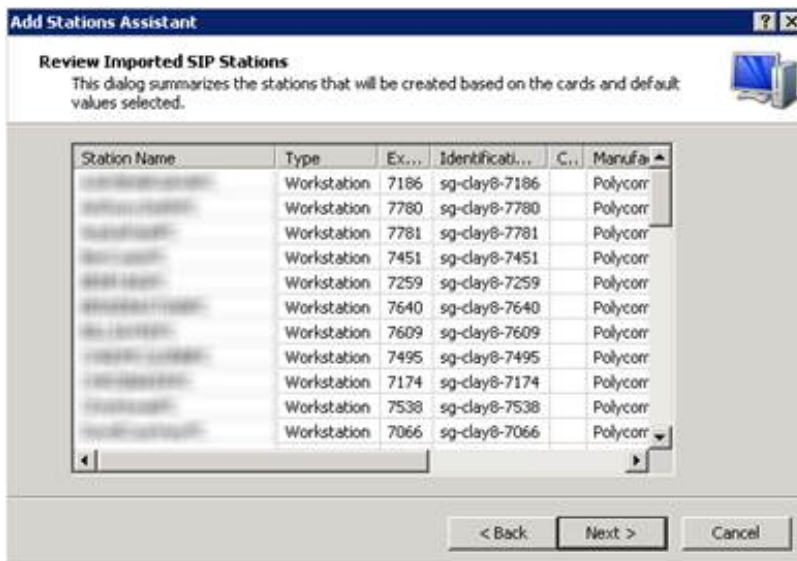 Add Stations Assistant
Review Imported SIP Stations
This dialog summarizes the stations that will be created based on the cards and default
values selected.
Station Name Type Ex... Identificati... C... Manufa
Workstation 7186 sg-clay8-7186 Polycom
Workstation 7780 sg-clay8-7780 Polycom
Workstation 7781 sg-clay8-7781 Polycom
Workstation 7451 sg-clay8-7451 Polycom
Workstation 7259 sg-clay8-7259 Polycom
Workstation 7640 sg-clay8-7640 Polycom
Workstation 7609 sg-clay8-7609 Polycom
Workstation 7495 sg-clay8-7495 Polycom
Workstation 7174 sg-clay8-7174 Polycom
Workstation 7538 sg-clay8-7538 Polycom
Workstation 7066 sg-clay8-7066 Polycom
< Back Next > Cancel